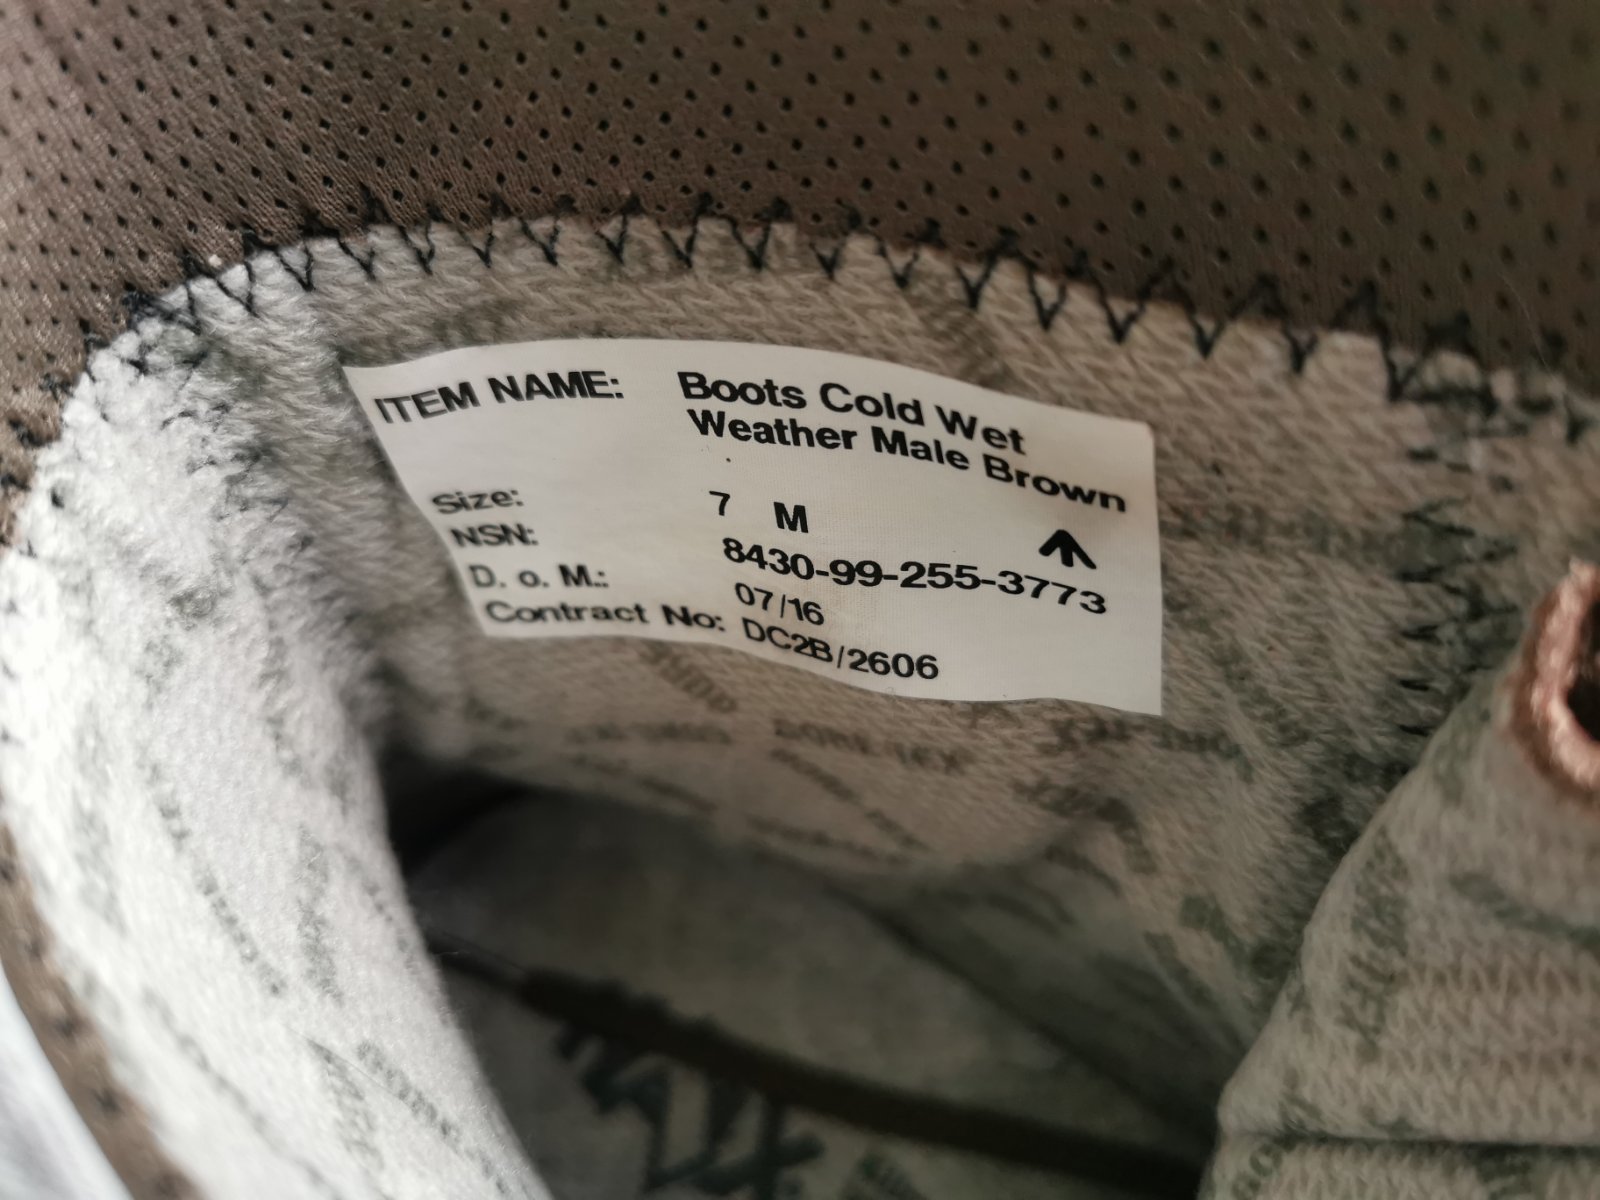 ITEM NAME: Boots Cold Wet
Weather Male Brown
Size: 7 M
NSN: 8430-99-255-3773
D. o. M.: 07/16
Contract No: DC2B/2606